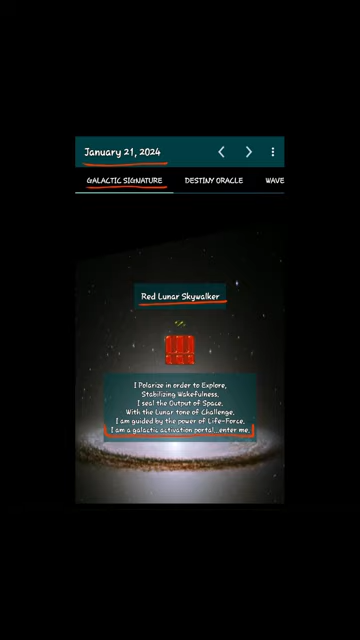 January 21, 2024
GALACTIC SIGNATURE DESTINY ORACLE WAVE
Red Lunar Skywalker
I Polarize in order to Explore,
Stabilizing Wakefulness.
I seal the Output of Space,
With the Lunar tone of Challenge.
I am guided by the power of Life-Force.
I am a galactic activation portal...enter me.